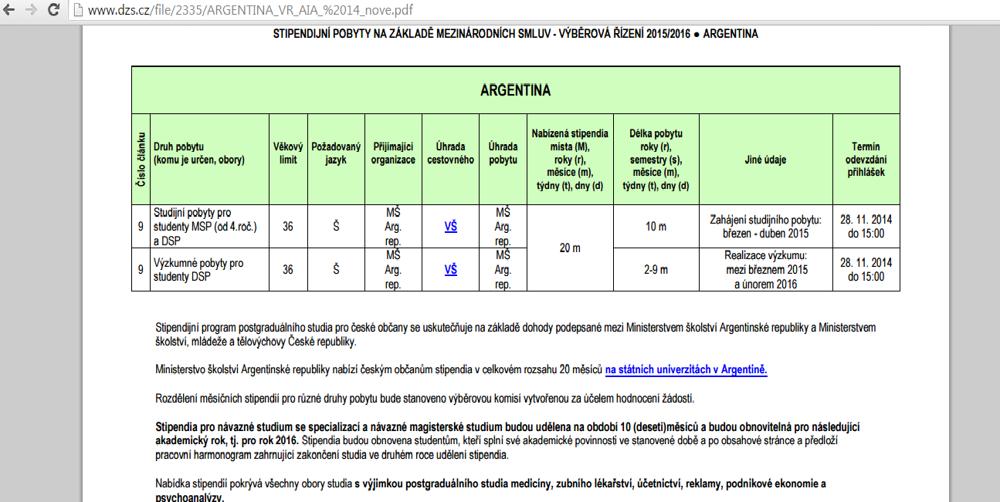 www.dzs.cz/file/2335/ARGENTINA_VR_AIA_%2014_nove.pdf
STIPENDIJNÍ POBYTY NA ZÁKLADĚ MEZINÁRODNÍCH SMLUV - VÝBĚROVÁ ŘÍZENÍ 2015/2016 ● ARGENTINA
ARGENTINA
Číslo článku
Druh pobytu
(komu je určen, obory)
Věkový
limit
Požadovaný
jazyk
Přijímající
organizace
Úhrada
cestovného
Úhrada
pobytu
Nabízená stipendia
místa (M),
roky (r),
měsíce (m),
týdny (t), dny (d)
Délka pobytu
roky (r),
semestry (s),
měsíce (m),
týdny (t), dny (d)
Jiné údaje
Termín
odevzdání
přihlášek
9
Studijní pobyty pro
studenty MSP (od 4.roč.)
a DSP
36
Š
MŠ
Arg.
rep.
VŠ
MŠ
Arg.
rep.
20 m
10 m
Zahájení studijního pobytu:
březen - duben 2015
28. 11. 2014
do 15:00
9
Výzkumné pobyty pro
studenty DSP
36
Š
MŠ
Arg.
rep.
VŠ
MŠ
Arg.
rep.
2-9 m
Realizace výzkumu:
mezi březnem 2015
a únorem 2016
28. 11. 2014
do 15:00
Stipendijní program postgraduálního studia pro české občany se uskutečňuje na základě dohody podepsané mezi Ministerstvem školství Argentinské republiky a Ministerstvem
školství, mládeže a tělovýchovy České republiky.
Ministerstvo školství Argentinské republiky nabízí českým občanům stipendia v celkovém rozsahu 20 měsíců na státních univerzitách v Argentině.
Rozdělení měsíčních stipendií pro různé druhy pobytu bude stanoveno výběrovou komisí vytvořenou za účelem hodnocení žádostí.
Stipendia pro návazné studium se specializací a návazné magisterské studium budou udělena na období 10 (deseti)měsíců a budou obnovitelná pro následující
akademický rok, tj. pro rok 2016. Stipendia budou obnovena studentům, kteří splní své akademické povinnosti ve stanovené době a po obsahové stránce a předloží
pracovní harmonogram zahrnující zakončení studia ve druhém roce udělení stipendia.
Nabídka stipendií pokrývá všechny obory studia s výjimkou postgraduálního studia medicíny, zubního lékařství, účetnictví, reklamy, podnikové ekonomie a
psychoanalýzy.